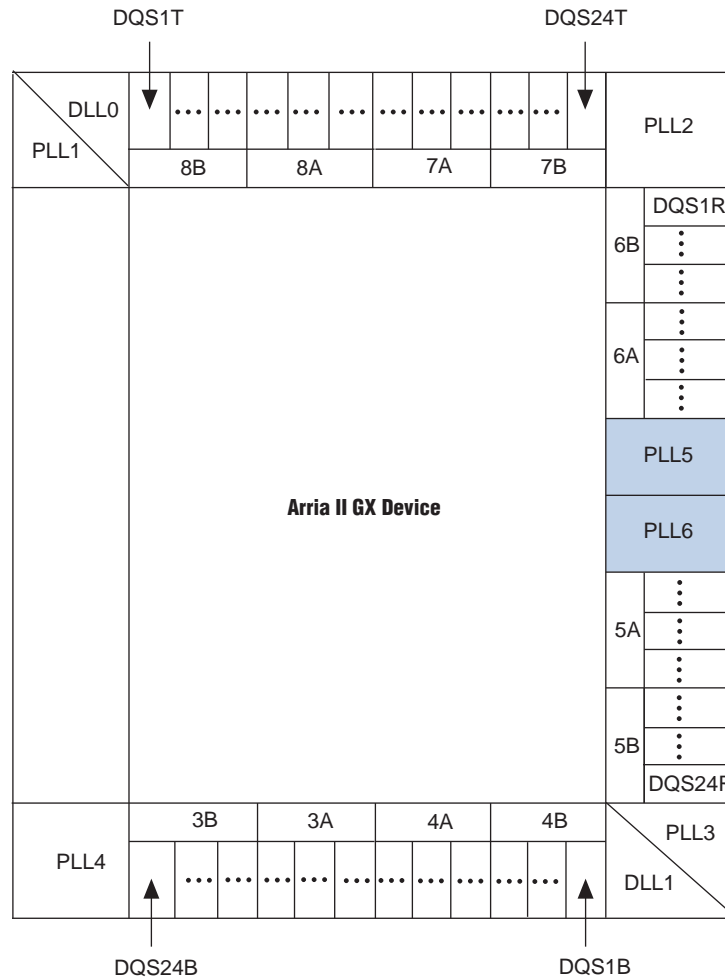 DQS1T DQS24T
DLL0
PLL1
PLL2
8B 8A 7A 7B
DQS1R
6B
6A
PLL5
Arria II GX Device
PLL6
5A
5B
DQS24R
3B 3A 4A 4B
PLL3
PLL4
DLL1
DQS24B DQS1B